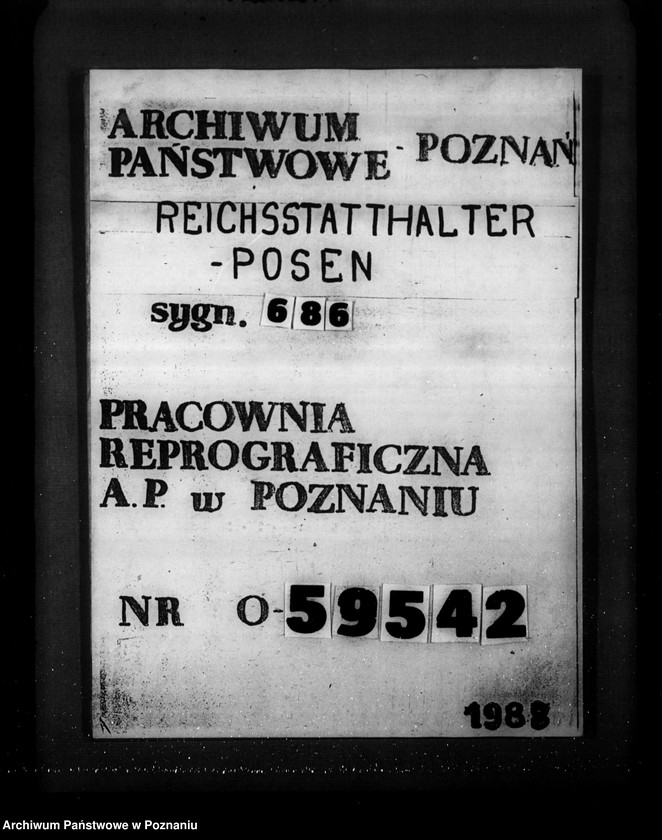 ARCHIWUM
PAŃSTWOWE - POZNAŃ
REICHSSTATTHALTER
-POSEN
sygn. 686
PRACOWNIA
REPROGRAFICZNA
A.P. w POZNANIU
NR O-59542
1988
Archiwum Państwowe w Poznaniu